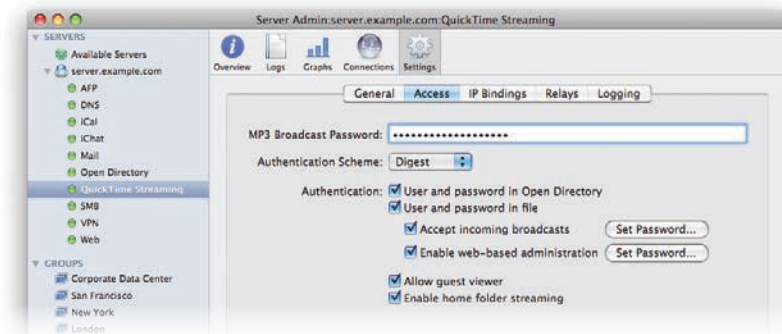 Server Admin:server.example.com:QuickTime Streaming
SERVERS
Available Servers
server.example.com
AFP
DNS
iCal
iChat
Mail
Open Directory
QuickTime Streaming
SMB
VPN
Web
GROUPS
Corporate Data Center
San Francisco
New York
London
Overview Logs Graphs Connections Settings
General Access IP Bindings Relays Logging
MP3 Broadcast Password: •••••••••••••••••••
Authentication Scheme: Digest
Authentication: User and password in Open Directory
User and password in file
Accept incoming broadcasts Set Password...
Enable web-based administration Set Password...
Allow guest viewer
Enable home folder streaming